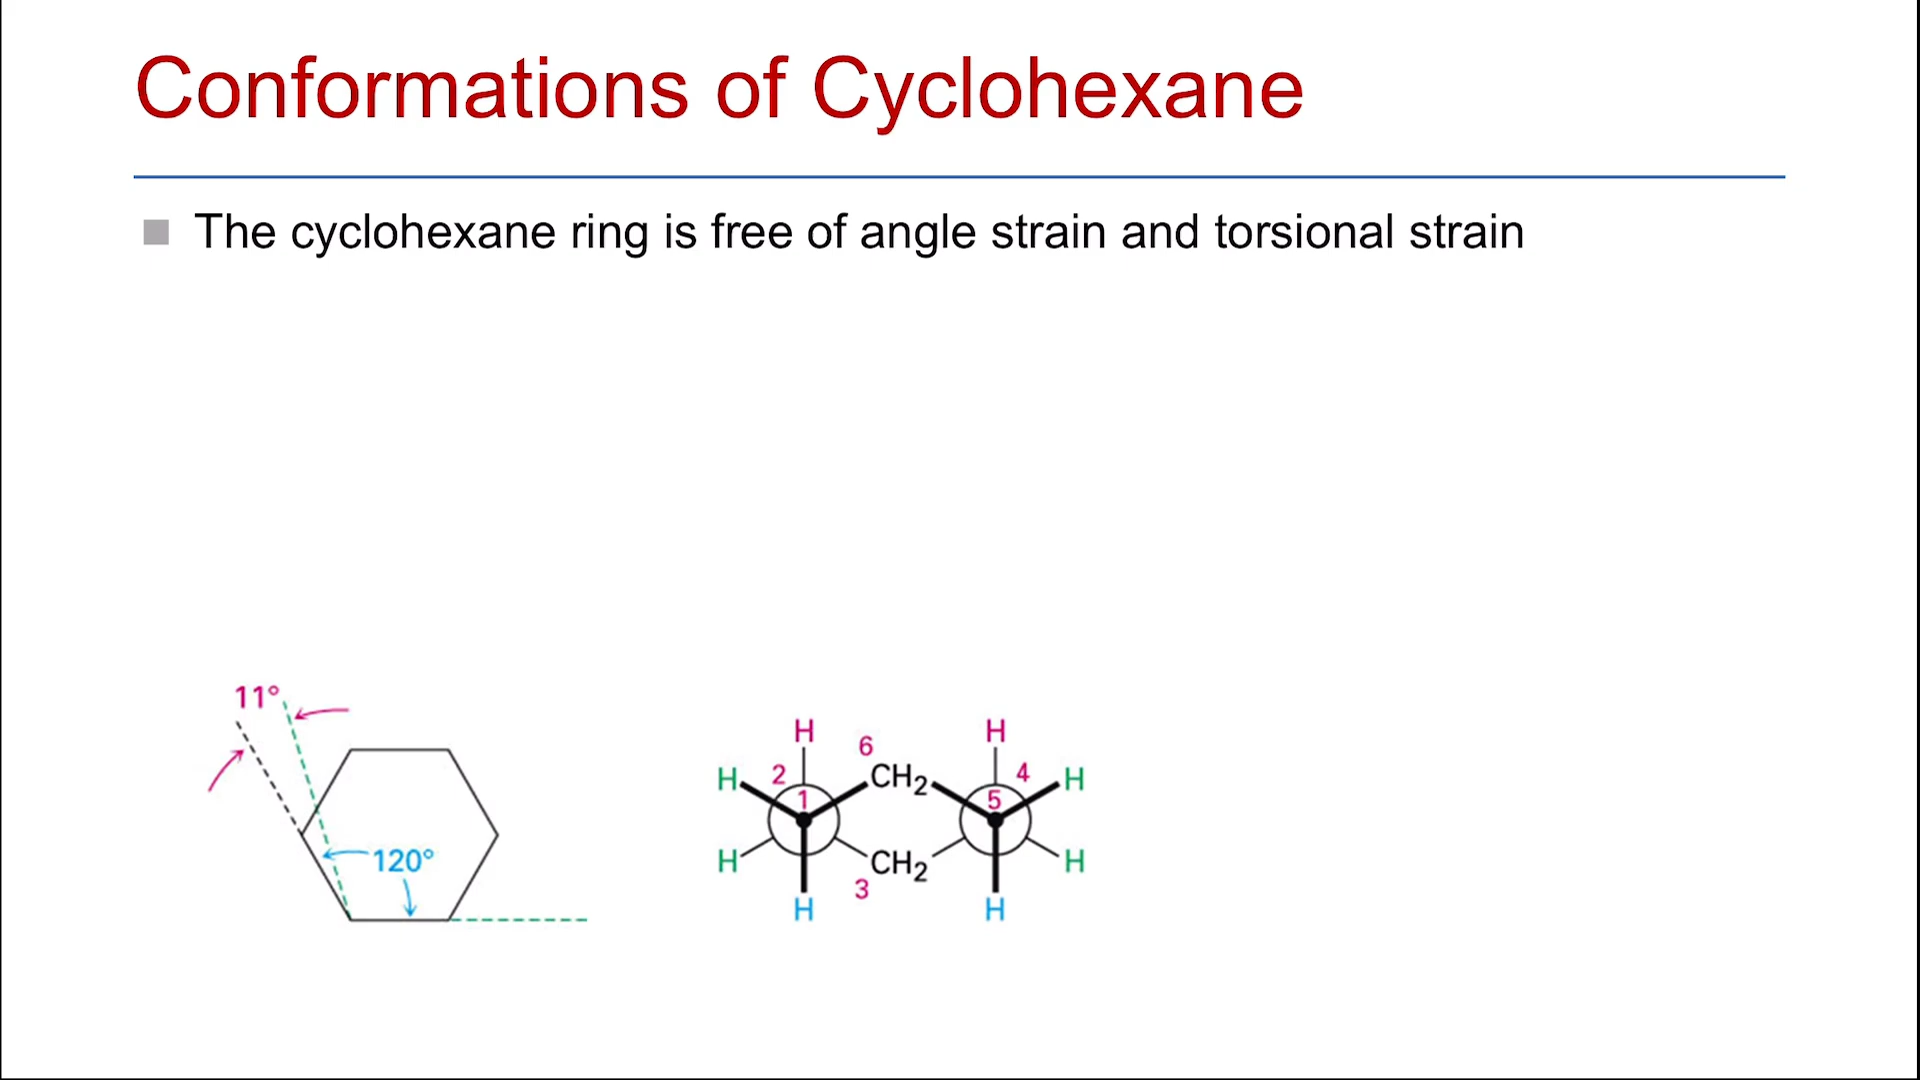 Conformations of Cyclohexane
The cyclohexane ring is free of angle strain and torsional strain
11°
120°
H H
6
H 2 CH₂ 4 H
1 5
H CH₂ H
3
H H